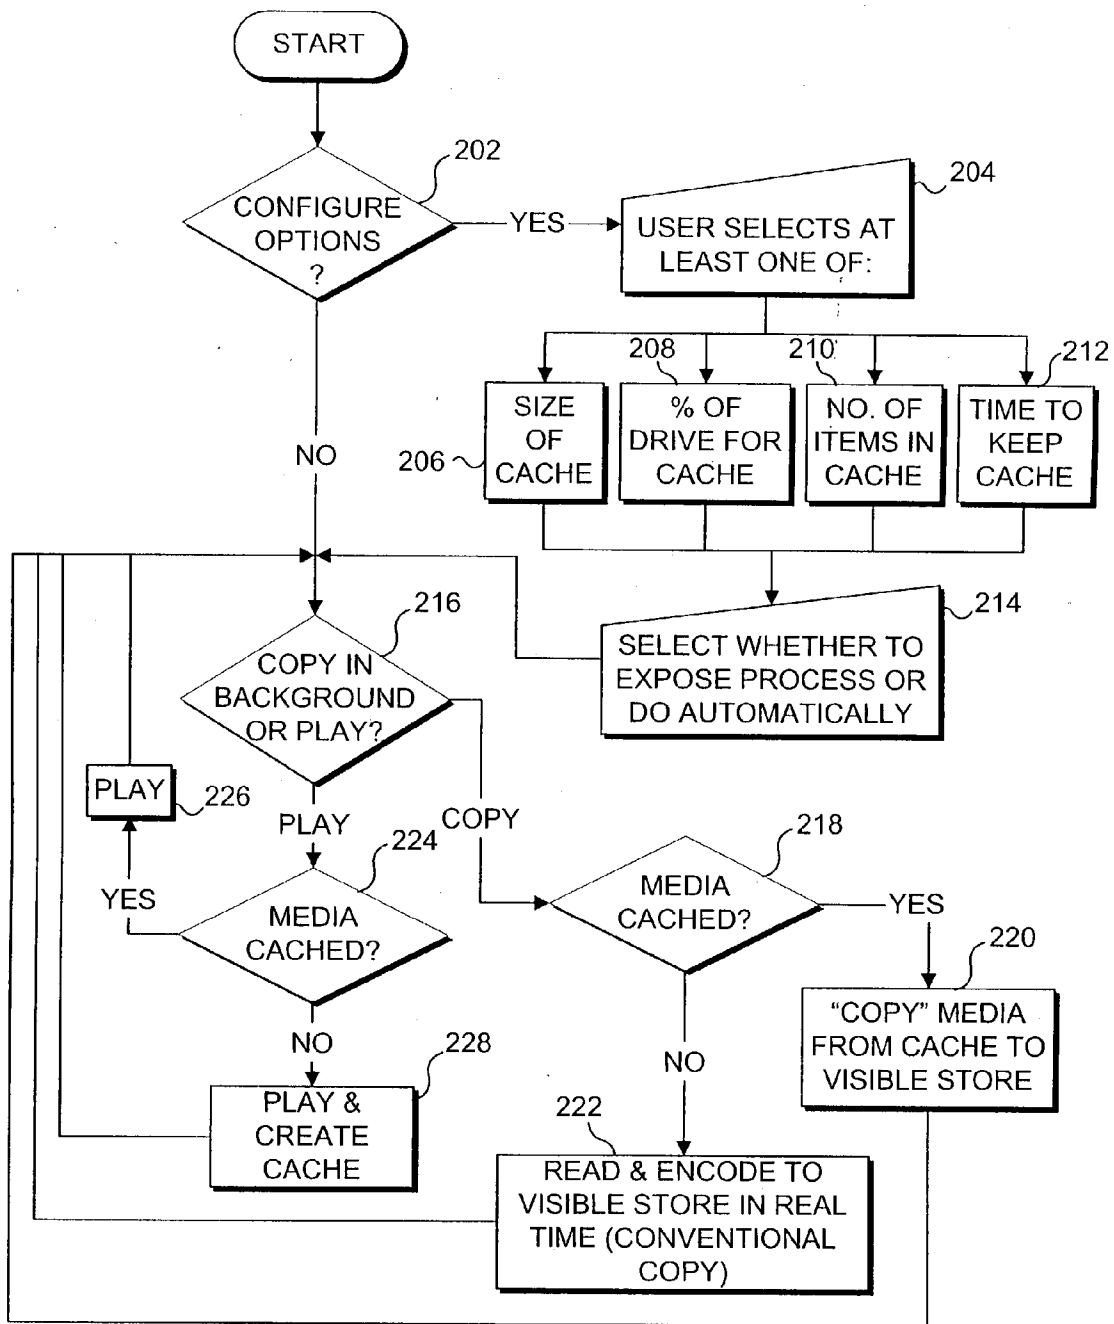 START
202
CONFIGURE
OPTIONS
?
YES
204
USER SELECTS AT
LEAST ONE OF:
NO
206
SIZE
OF
CACHE
208
% OF
DRIVE FOR
CACHE
210
NO. OF
ITEMS IN
CACHE
212
TIME TO
KEEP
CACHE
214
SELECT WHETHER TO
EXPOSE PROCESS OR
DO AUTOMATICALLY
216
COPY IN
BACKGROUND
OR PLAY?
PLAY
226
PLAY
COPY
224
MEDIA
CACHED?
YES
NO
228
PLAY &
CREATE
CACHE
218
MEDIA
CACHED?
YES
220
“COPY” MEDIA
FROM CACHE TO
VISIBLE STORE
NO
222
READ & ENCODE TO
VISIBLE STORE IN REAL
TIME (CONVENTIONAL
COPY)